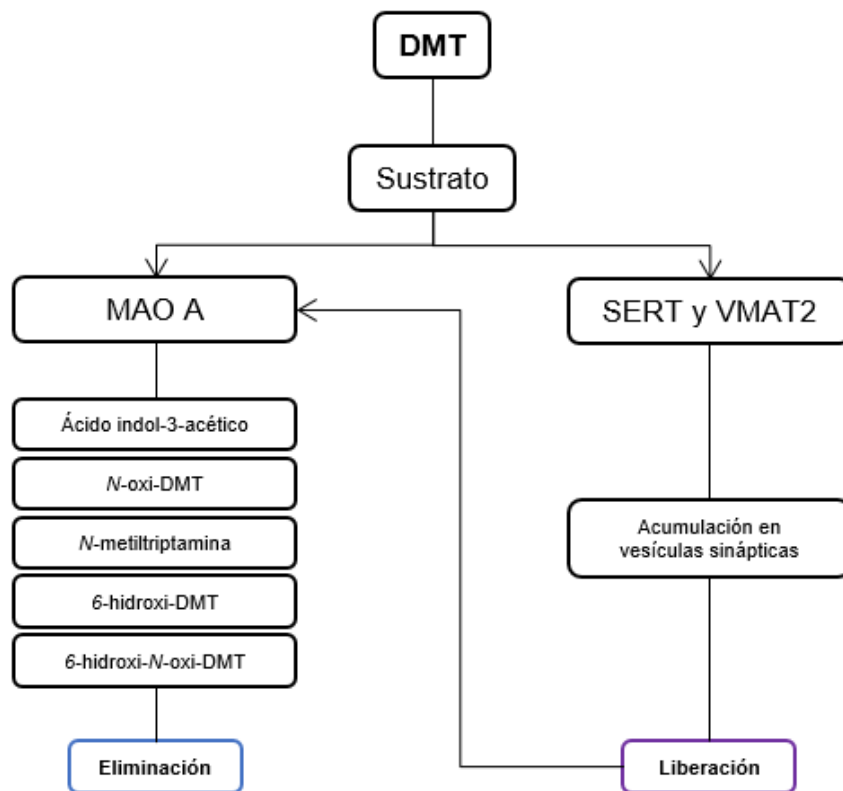 DMT
Sustrato
MAO A
SERT y VMAT2
Ácido indol-3-acético
N-oxi-DMT
N-metiltriptamina
6-hidroxi-DMT
6-hidroxi-N-oxi-DMT
Acumulación en
vesículas sinápticas
Eliminación
Liberación